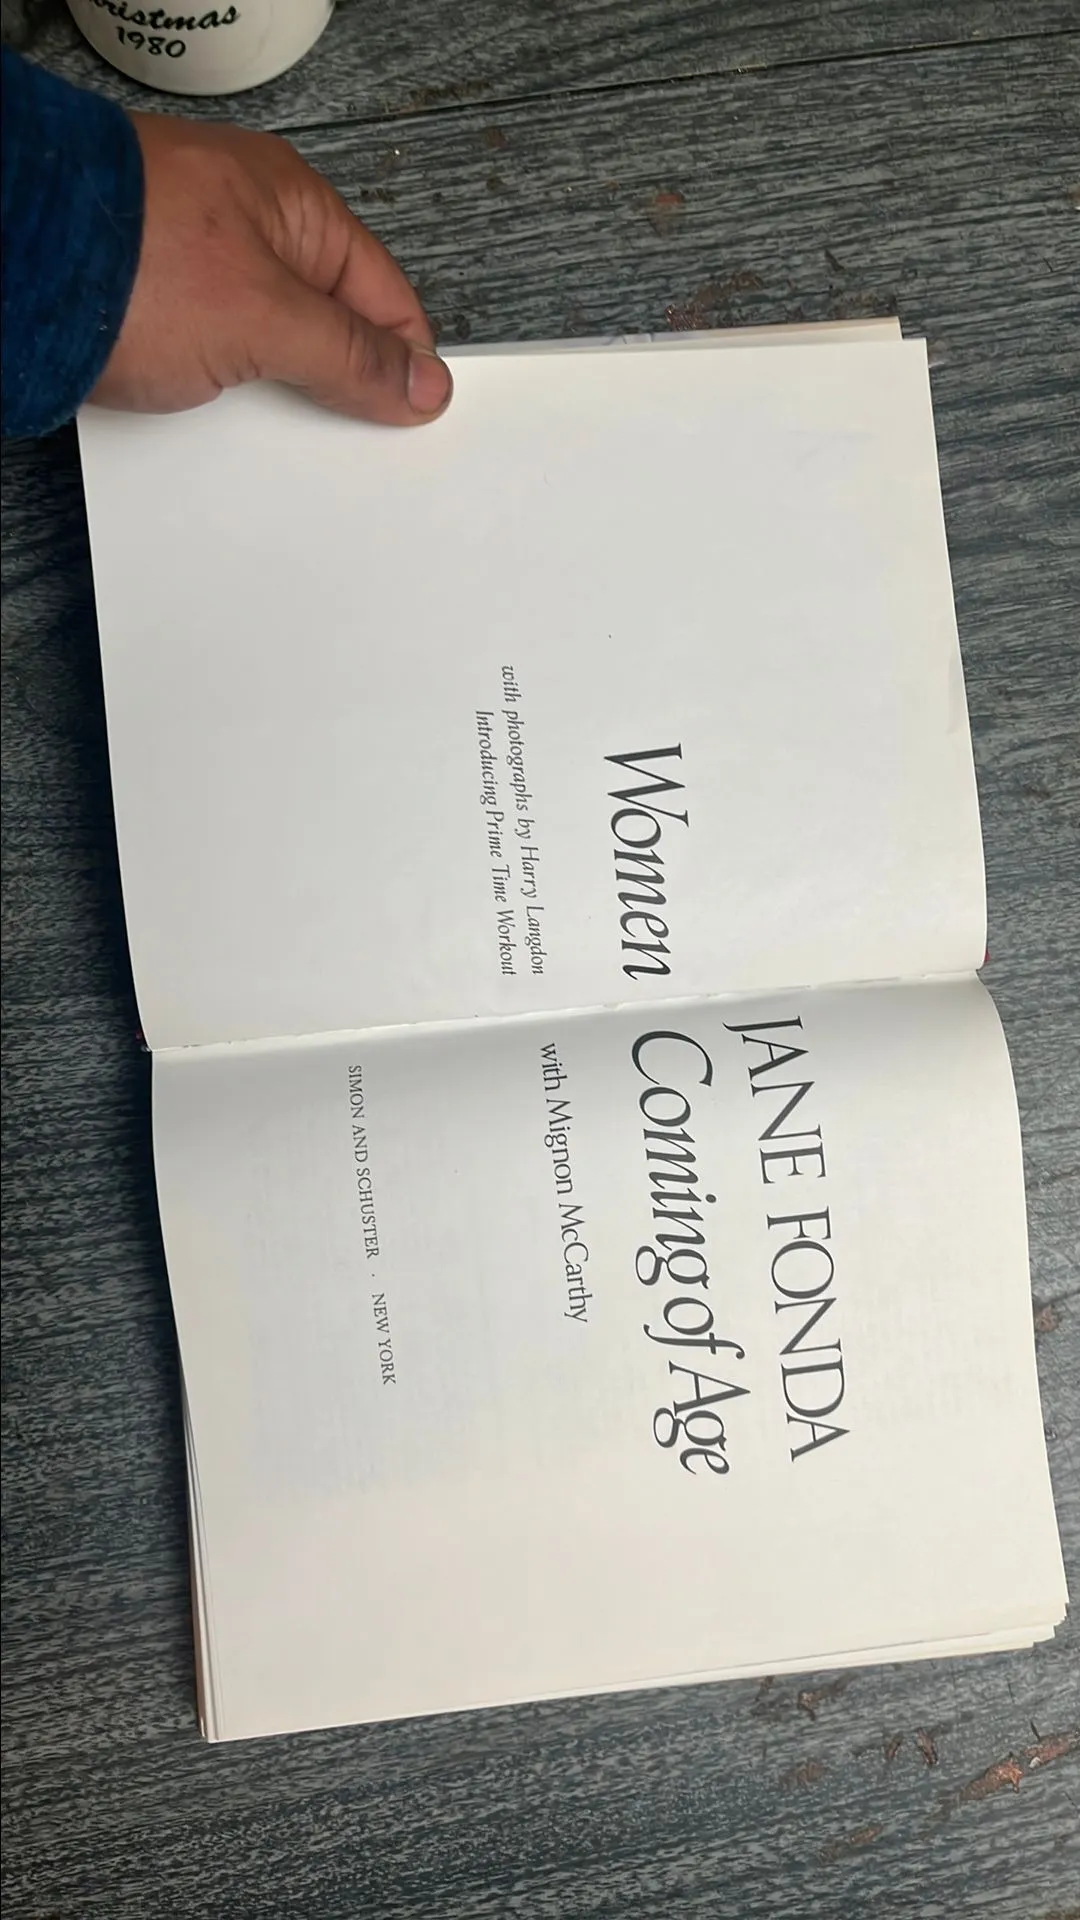 ristmas
1980
JANE FONDA
Women Coming of Age
with photographs by Harry Langdon
Introducing Prime Time Workout
with Mignon McCarthy
SIMON AND SCHUSTER · NEW YORK